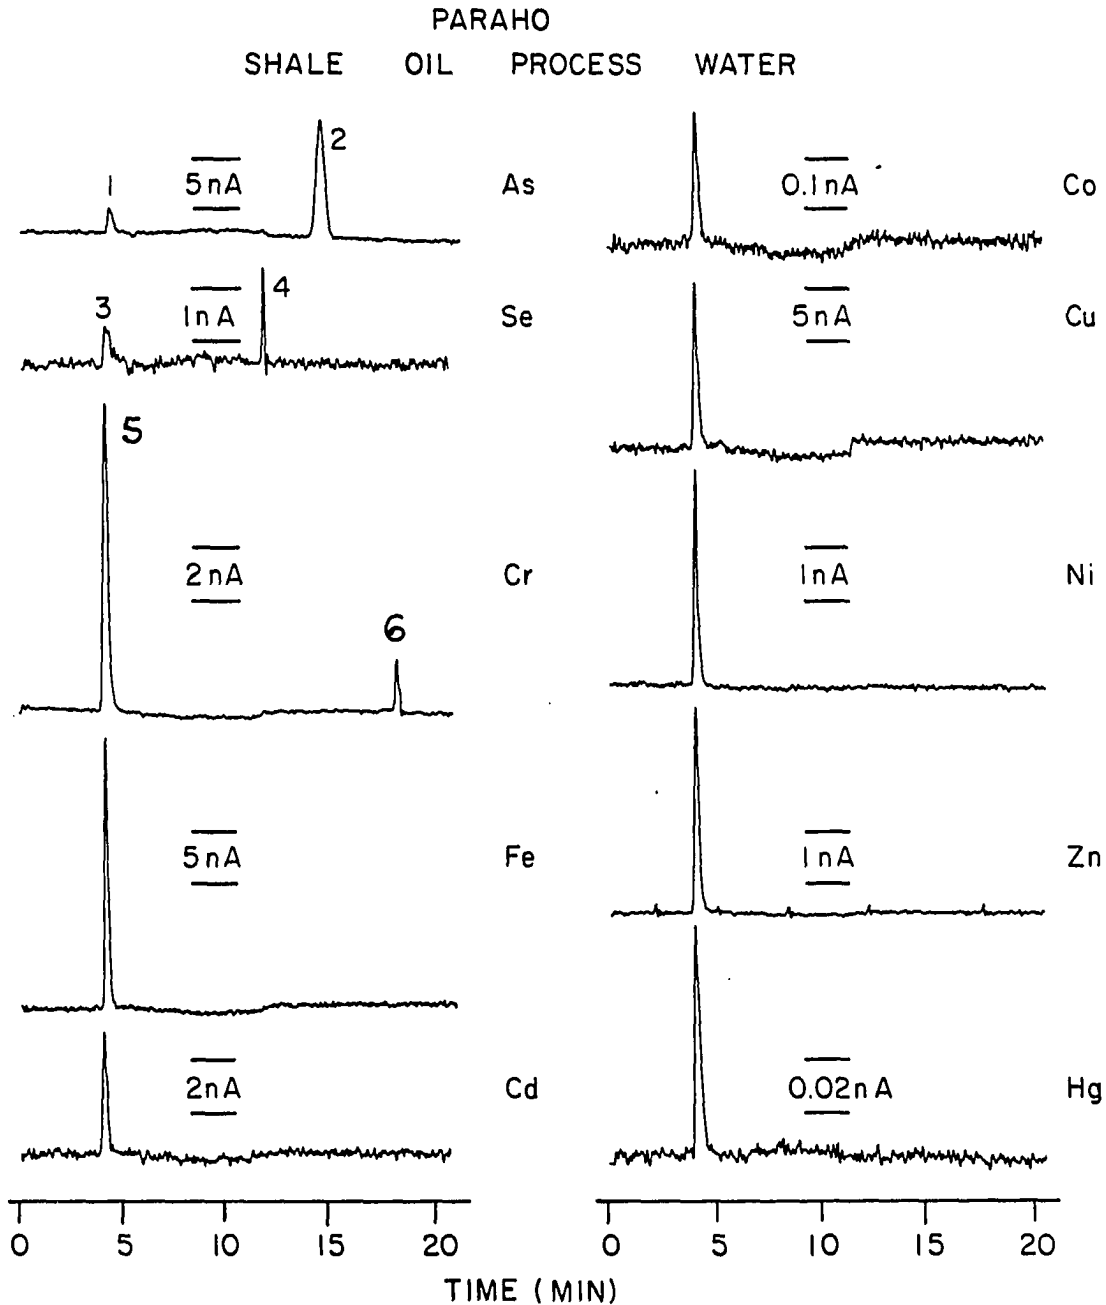 PARAHO
SHALE OIL PROCESS WATER
1
5nA
2
As
3
1nA
4
Se
5
2nA
6
Cr
5nA
Fe
2nA
Cd
0.1nA
Co
5nA
Cu
1nA
Ni
1nA
Zn
0.02nA
Hg
0 5 10 15 20
0 5 10 15 20
TIME (MIN)